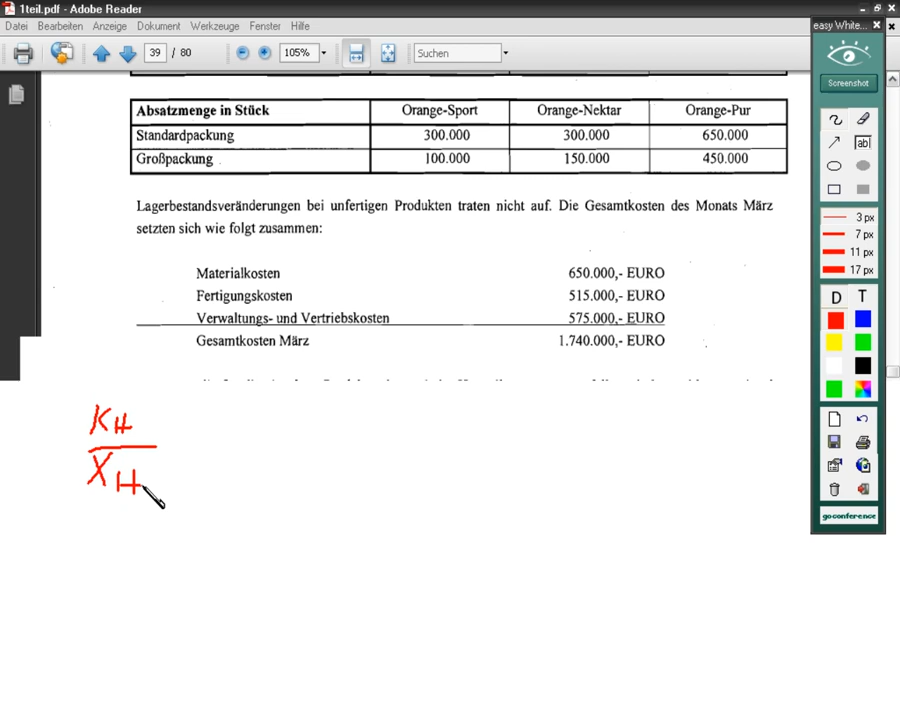 1teil.pdf - Adobe Reader
Datei Bearbeiten Anzeige Dokument Werkzeuge Fenster Hilfe
39 / 80 105% Suchen
easy White...
Screenshot
ab
3 px
7 px
11 px
17 px
D T
goconference
Absatzmenge in Stück Orange-Sport Orange-Nektar Orange-Pur
Standardpackung 300.000 300.000 650.000
Großpackung 100.000 150.000 450.000
Lagerbestandsveränderungen bei unfertigen Produkten traten nicht auf. Die Gesamtkosten des Monats März
setzten sich wie folgt zusammen:
Materialkosten 650.000,- EURO
Fertigungskosten 515.000,- EURO
Verwaltungs- und Vertriebskosten 575.000,- EURO
Gesamtkosten März 1.740.000,- EURO
KH
XH